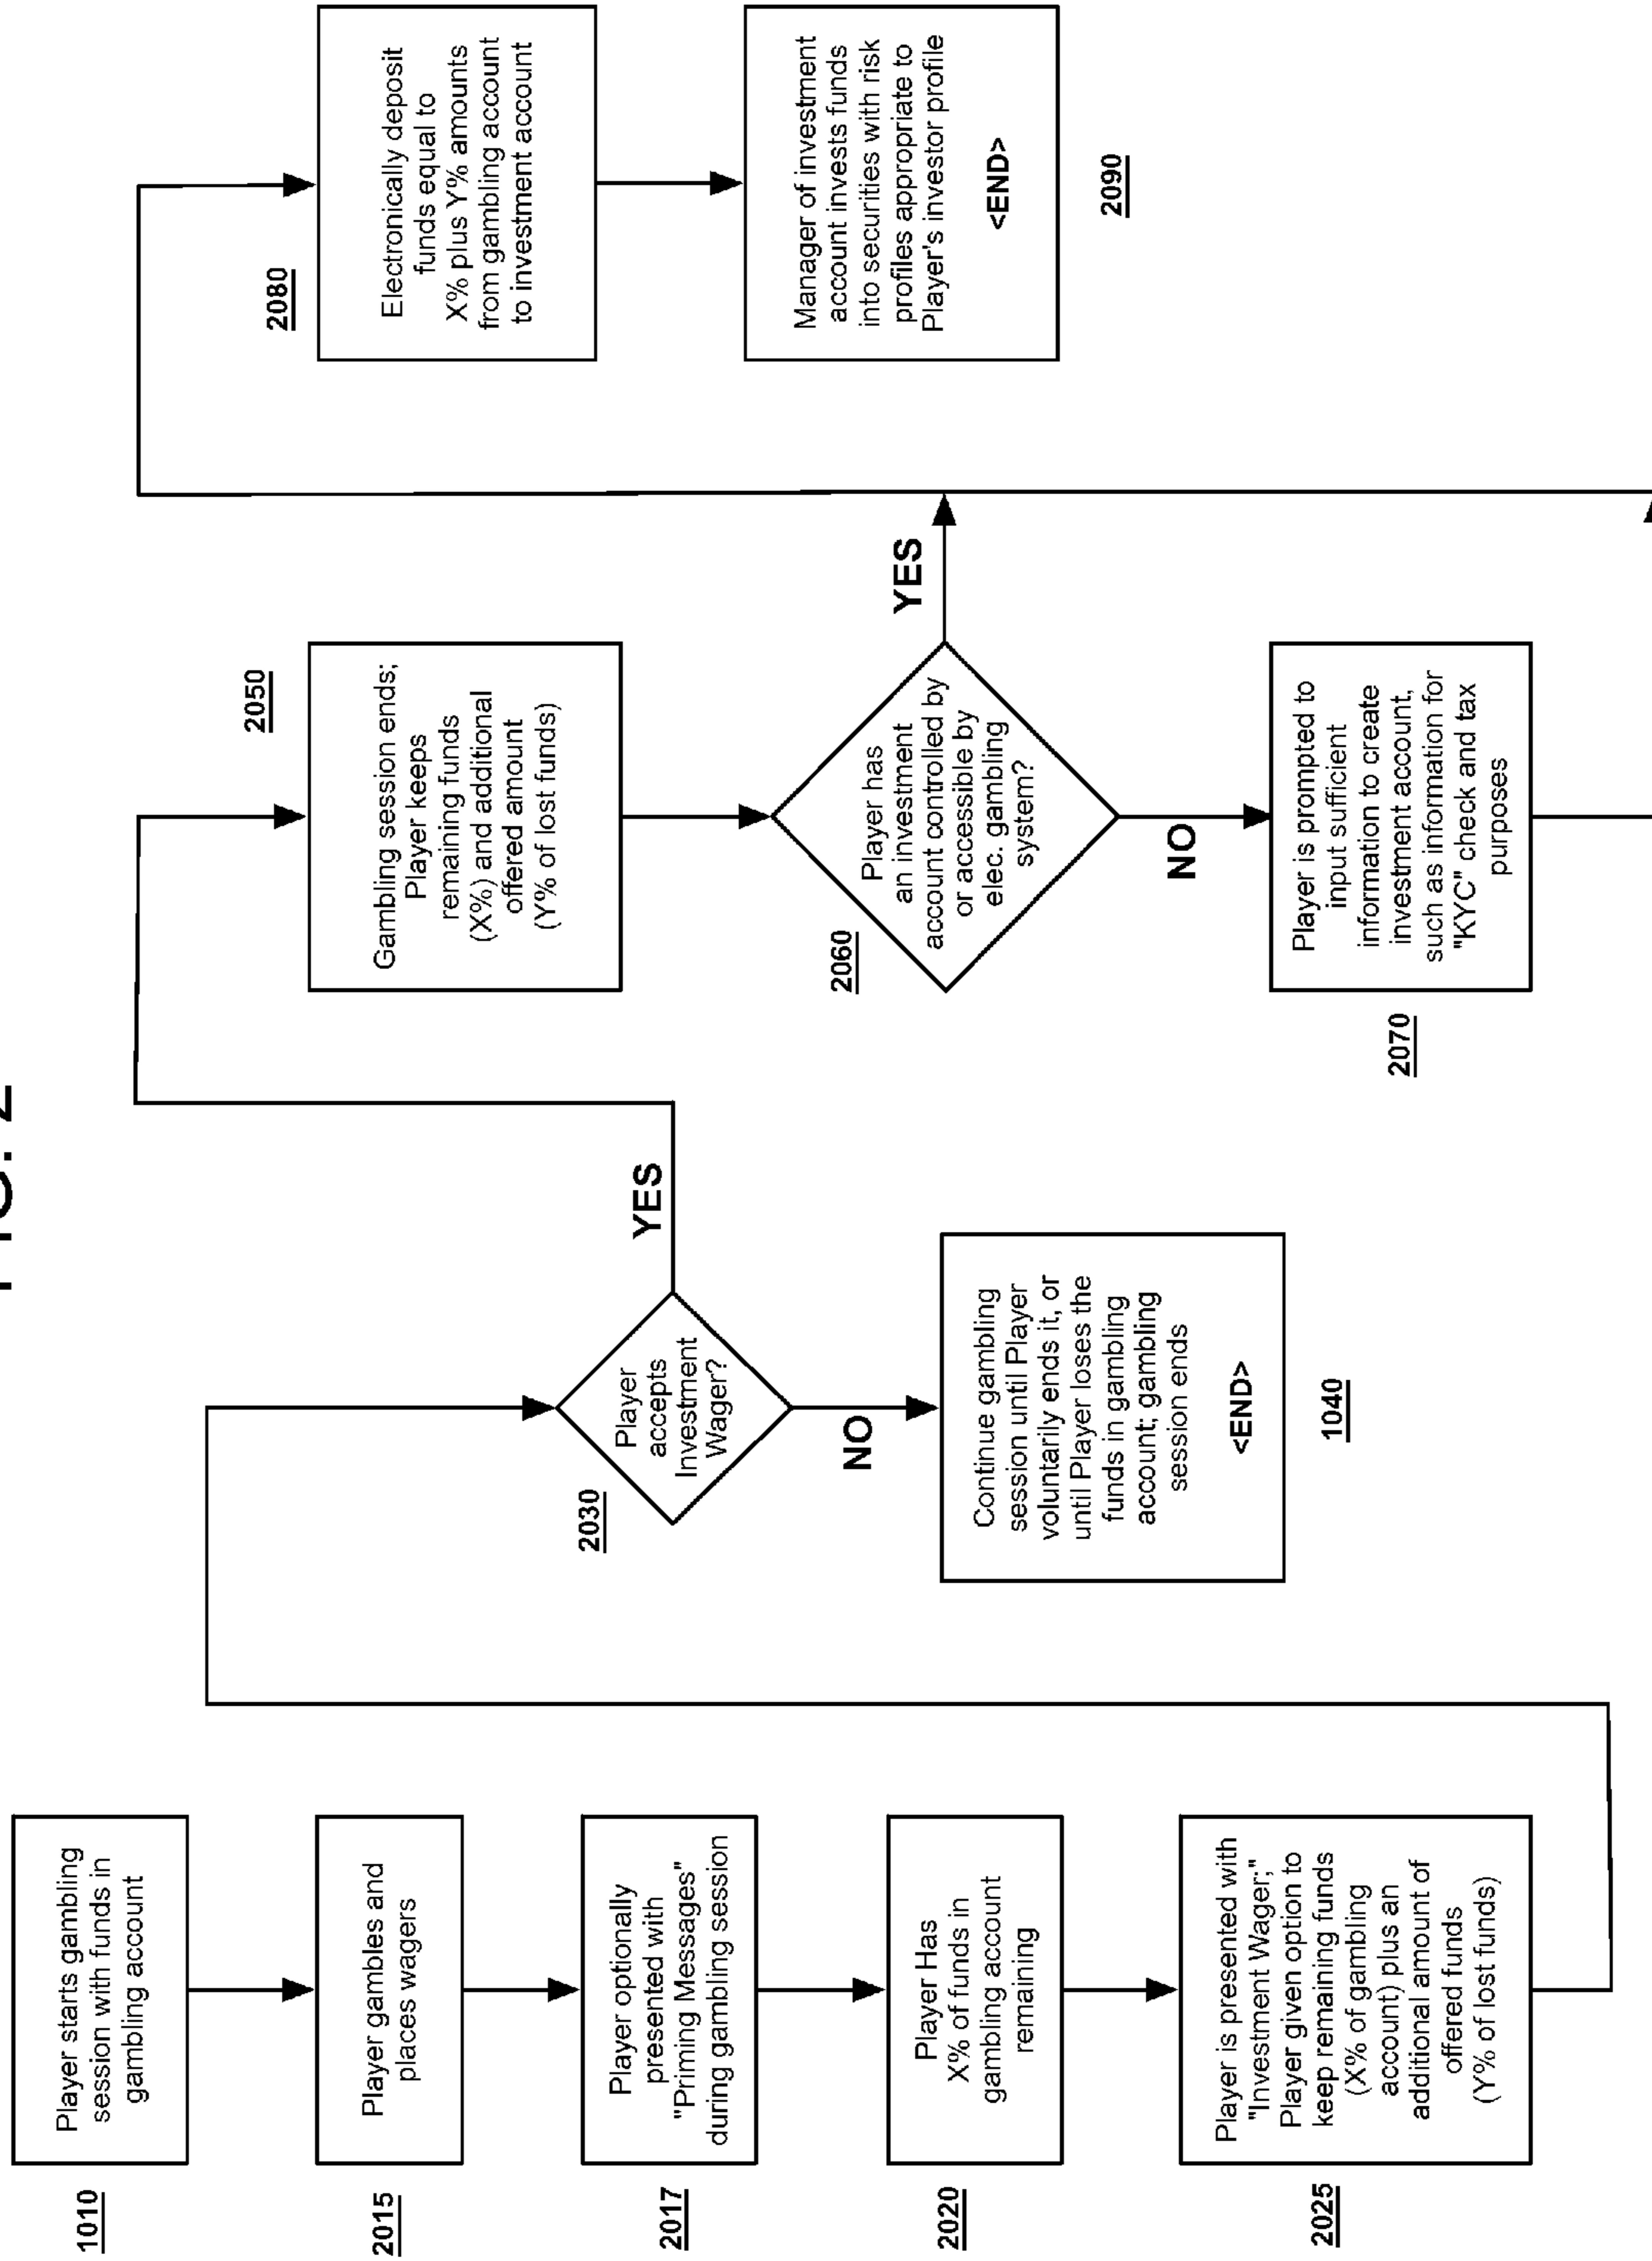 FIG. 2
1010
Player starts gambling
session with funds in
gambling account
2015
Player gambles and
places wagers
2017
Player optionally
presented with
"Priming Messages"
during gambling session
2020
Player Has
X% of funds in
gambling account
remaining
2025
Player is presented with
"Investment Wager;"
Player given option to
keep remaining funds
(X% of gambling
account) plus an
additional amount of
offered funds
(Y% of lost funds)
2030
Player
accepts
Investment
Wager?
YES
NO
Continue gambling
session until Player
voluntarily ends it, or
until Player loses the
funds in gambling
account; gambling
session ends
<END>
1040
2050
Gambling session ends;
Player keeps
remaining funds
(X%) and additional
offered amount
(Y% of lost funds)
2060
Player has
an investment
account controlled by
or accessible by
elec. gambling
system?
YES
NO
2070
Player is prompted to
input sufficient
information to create
investment account,
such as information for
"KYC" check and tax
purposes
2080
Electronically deposit
funds equal to
X% plus Y% amounts
from gambling account
to investment account
Manager of investment
account invests funds
into securities with risk
profiles appropriate to
Player's investor profile
<END>
2090